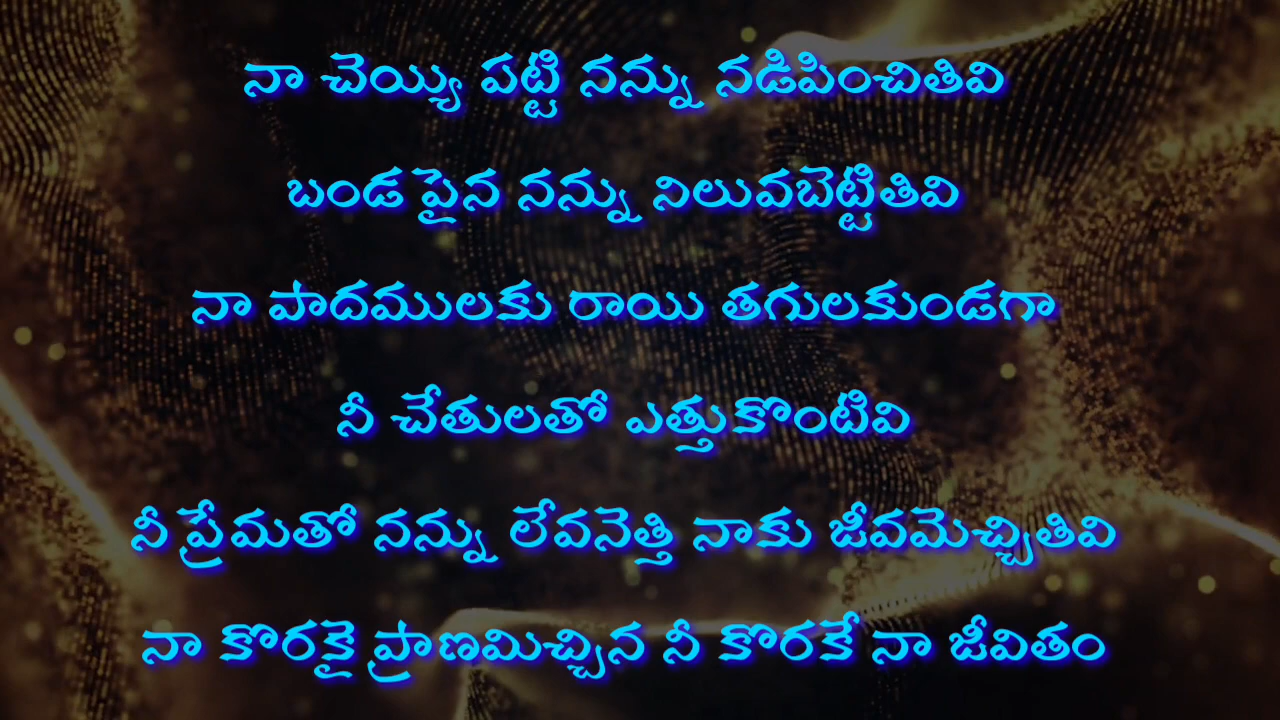 నా చెయ్యి పట్టి నన్ను నడిపించితివి
బండ పైన నన్ను నిలువబెట్టితివి
నా పాదములకు రాయి తగులకుండగా
నీ చేతులతో ఎత్తుకొంటివి
నీ ప్రేమతో నన్ను లేవనెత్తి నాకు జీవమెచ్చితివి
నా కొరకై ప్రాణమిచ్చిన నీ కొరకే నా జీవితం